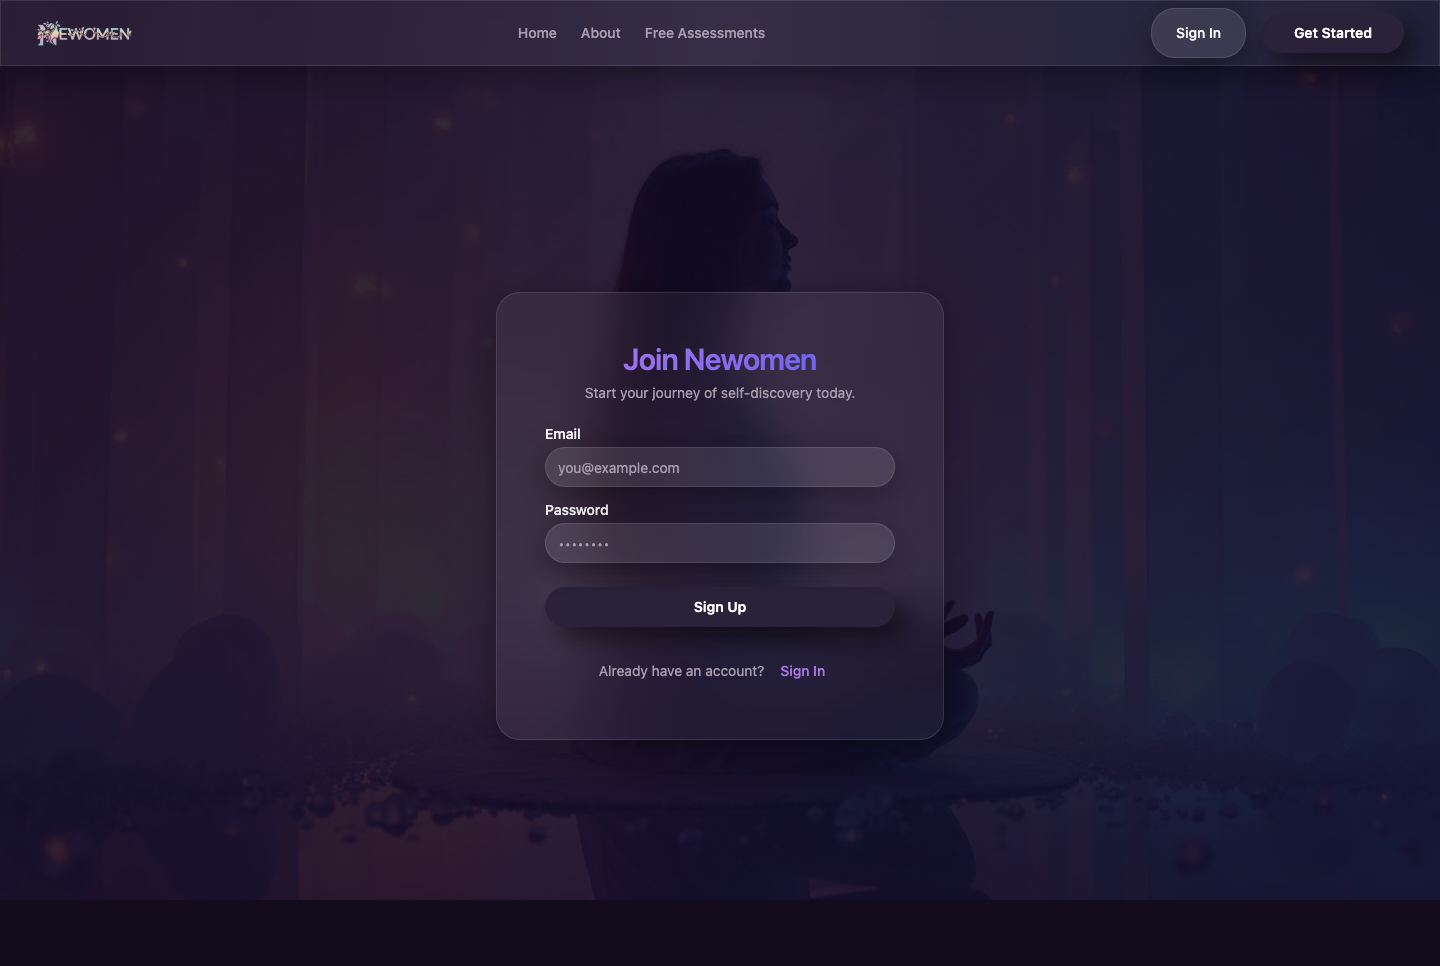 NEWOMEN
Home
About
Free Assessments
Sign In
Get Started
Join Newomen
Start your journey of self-discovery today.
Email
you@example.com
Password
Sign Up
Already have an account? Sign In